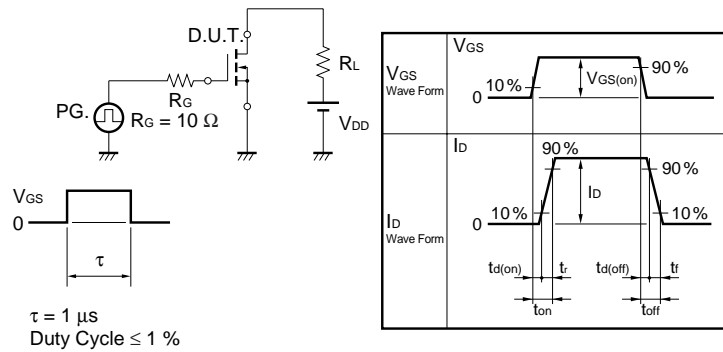 D.U.T.
RL
RG
PG.
RG = 10 Ω
VDD
VGS
0
τ
τ = 1 μs
Duty Cycle ≤ 1 %
VGS
Wave Form
VGS
10 %
VGS(on)
90 %
0
ID
Wave Form
ID
90 %
90 %
ID
10 %
10 %
0
td(on)
tr
td(off)
tf
ton
toff